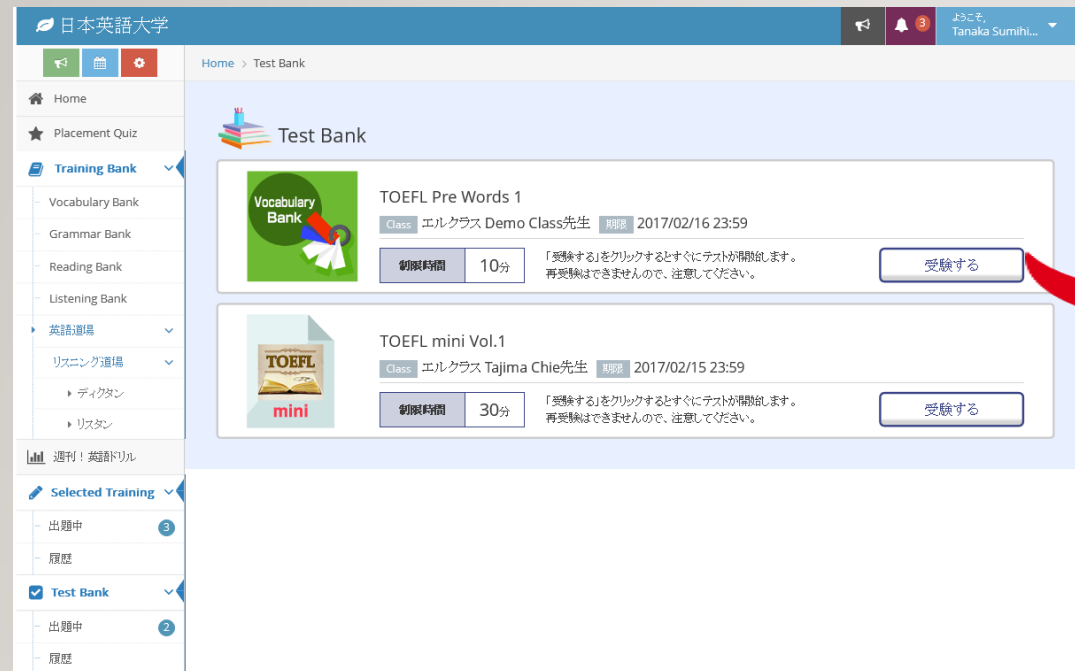 日本英語大学
3
ようこそ,
Tanaka Sumihi...
Home > Test Bank
Home
Placement Quiz
Training Bank
Vocabulary Bank
Grammar Bank
Reading Bank
Listening Bank
英語道場
リスニング道場
ディクタン
リスタン
週刊！英語ドリル
Selected Training
出題中 3
履歴
Test Bank
出題中 2
履歴
Test Bank
Vocabulary
Bank
TOEFL Pre Words 1
Class エルクラス Demo Class先生 期限 2017/02/16 23:59
制限時間 10分
「受験する」をクリックするとすぐにテストが開始します。
再受験はできませんので、注意してください。
受験する
TOEFL
mini
TOEFL mini Vol.1
Class エルクラス Tajima Chie先生 期限 2017/02/15 23:59
制限時間 30分
「受験する」をクリックするとすぐにテストが開始します。
再受験はできませんので、注意してください。
受験する